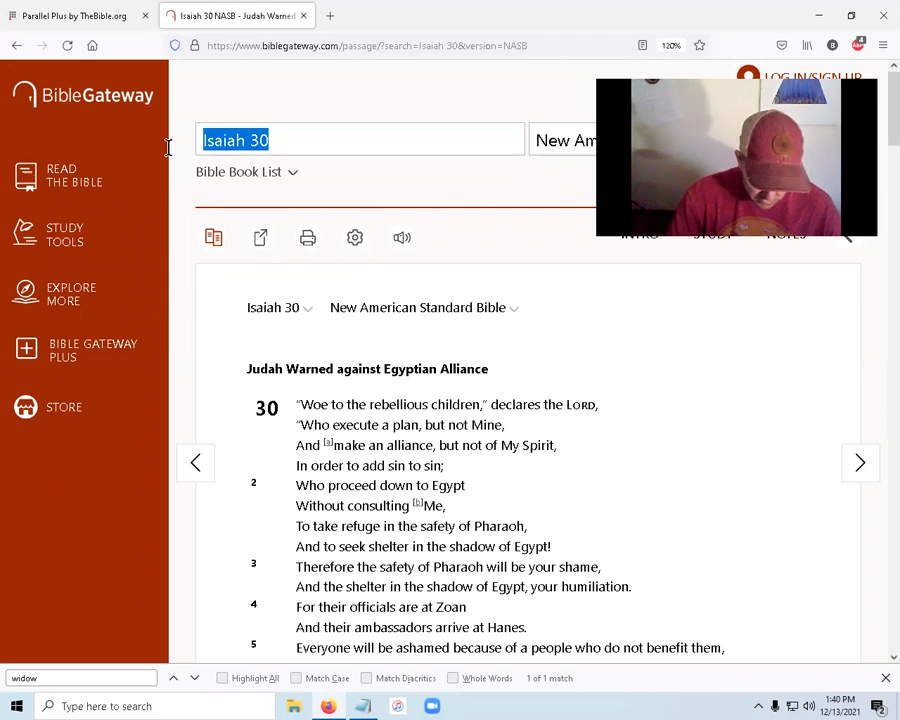 Parallel Plus by TheBible.org
Isaiah 30 NASB - Judah Warned
https://www.biblegateway.com/passage/?search=Isaiah 30&version=NASB
120%
BibleGateway
LOG IN/SIGN UP
Isaiah 30
New Am
Bible Book List
READ
THE BIBLE
STUDY
TOOLS
EXPLORE
MORE
BIBLE GATEWAY
PLUS
STORE
INTRO STUDY NOTES
Isaiah 30 New American Standard Bible
Judah Warned against Egyptian Alliance
30 “Woe to the rebellious children,” declares the LORD,
“Who execute a plan, but not Mine,
And [a]make an alliance, but not of My Spirit,
In order to add sin to sin;
2 Who proceed down to Egypt
Without consulting [b]Me,
To take refuge in the safety of Pharaoh,
And to seek shelter in the shadow of Egypt!
3 Therefore the safety of Pharaoh will be your shame,
And the shelter in the shadow of Egypt, your humiliation.
4 For their officials are at Zoan
And their ambassadors arrive at Hanes.
5 Everyone will be ashamed because of a people who do not benefit them,
widow
Highlight All Match Case Match Diacritics Whole Words 1 of 1 match
Type here to search
1:40 PM
12/13/2021